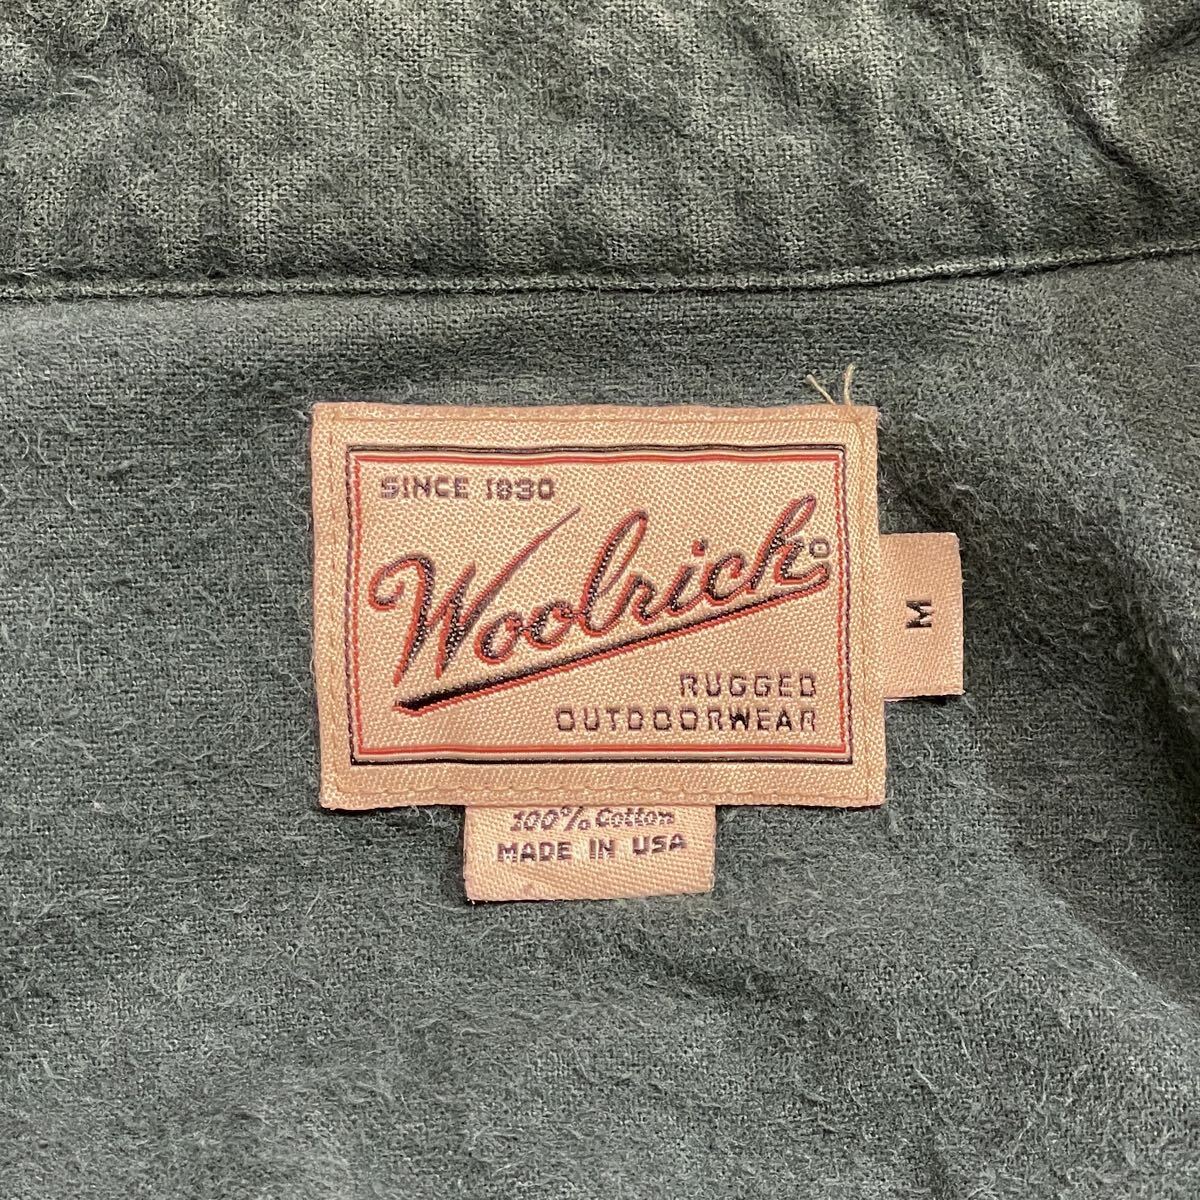 SINCE 1830
Woolrich®
RUGGED
OUTDOORWEAR
M
100% Cotton
MADE IN USA